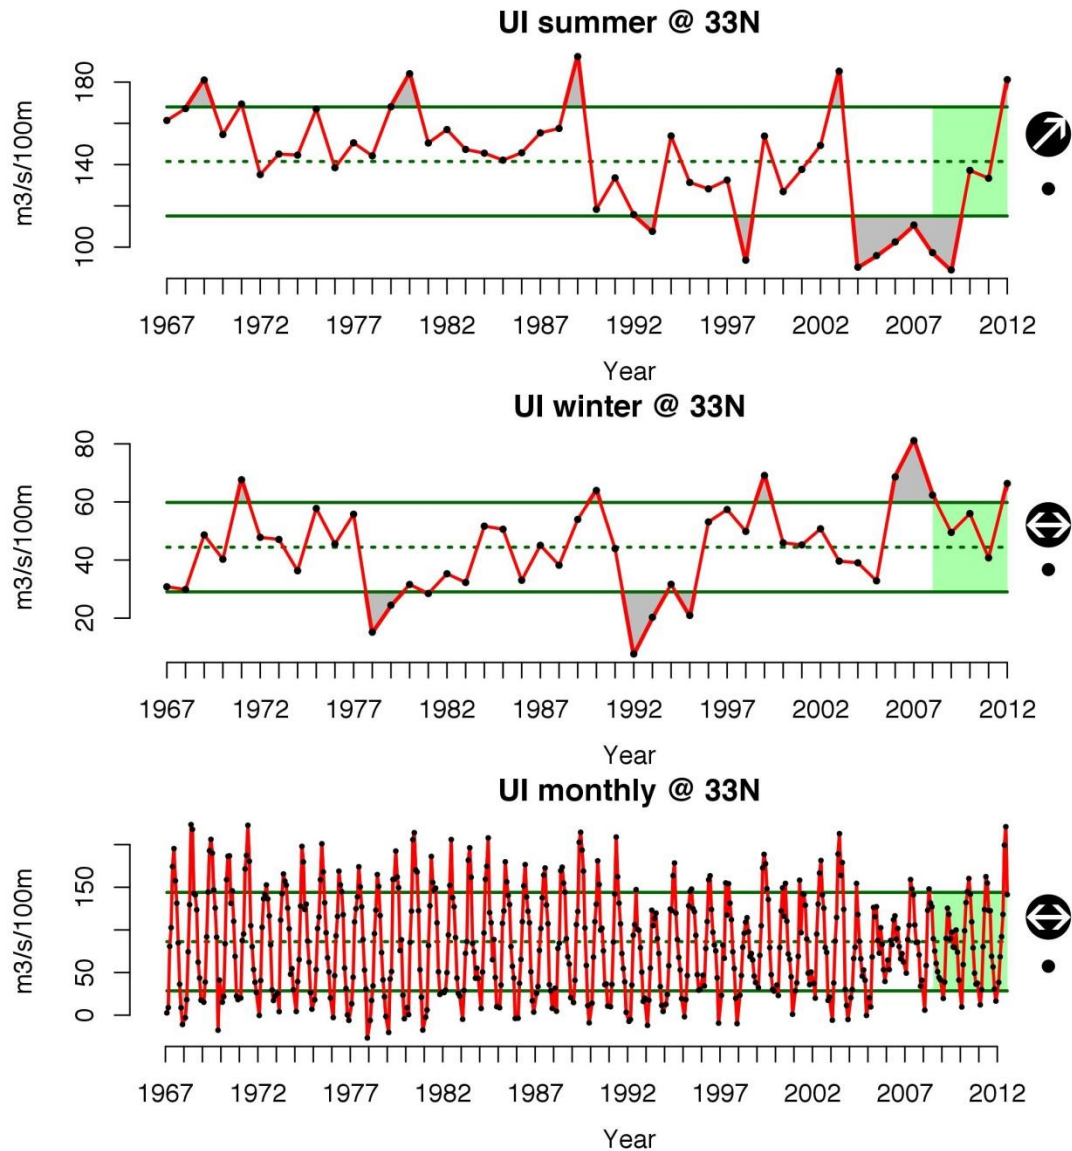 UI summer @ 33N
m3/s/100m
180
140
100
1967 1972 1977 1982 1987 1992 1997 2002 2007 2012
Year
UI winter @ 33N
m3/s/100m
80
60
40
20
1967 1972 1977 1982 1987 1992 1997 2002 2007 2012
Year
UI monthly @ 33N
m3/s/100m
150
50
0
1967 1972 1977 1982 1987 1992 1997 2002 2007 2012
Year